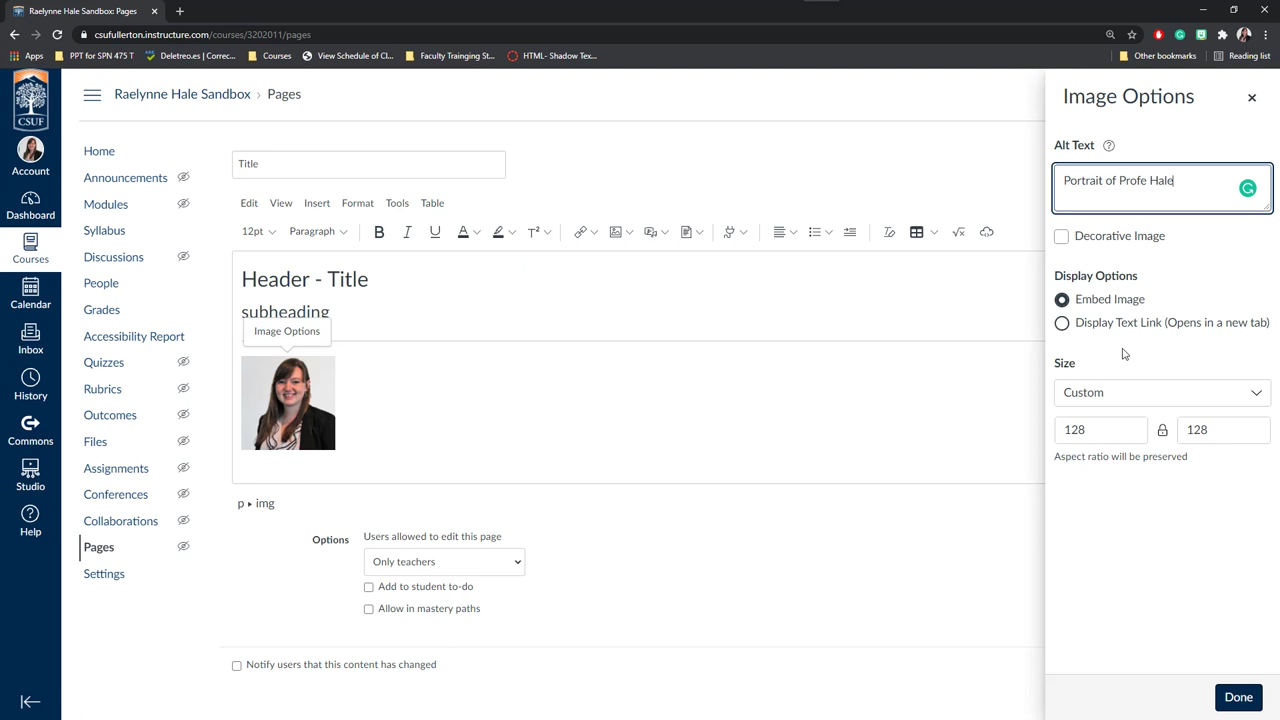 Raelynne Hale Sandbox: Pages
csufullerton.instructure.com/courses/3202011/pages
Apps
PPT for SPN 475 T
Deletreo.es | Correc...
Courses
View Schedule of Cl...
Faculty Trainging St...
HTML- Shadow Tex...
Other bookmarks
Reading list
CSUF
Account
Dashboard
Courses
Calendar
Inbox
History
Commons
Studio
Help
Raelynne Hale Sandbox › Pages
Home
Announcements
Modules
Syllabus
Discussions
People
Grades
Accessibility Report
Quizzes
Rubrics
Outcomes
Files
Assignments
Conferences
Collaborations
Pages
Settings
Title
Edit View Insert Format Tools Table
12pt Paragraph B I U A T²
Header - Title
subheading
Image Options
p ▸ img
Options
Users allowed to edit this page
Only teachers
Add to student to-do
Allow in mastery paths
Notify users that this content has changed
Image Options
Alt Text
Portrait of Profe Hale
Decorative Image
Display Options
Embed Image
Display Text Link (Opens in a new tab)
Size
Custom
128 128
Aspect ratio will be preserved
Done